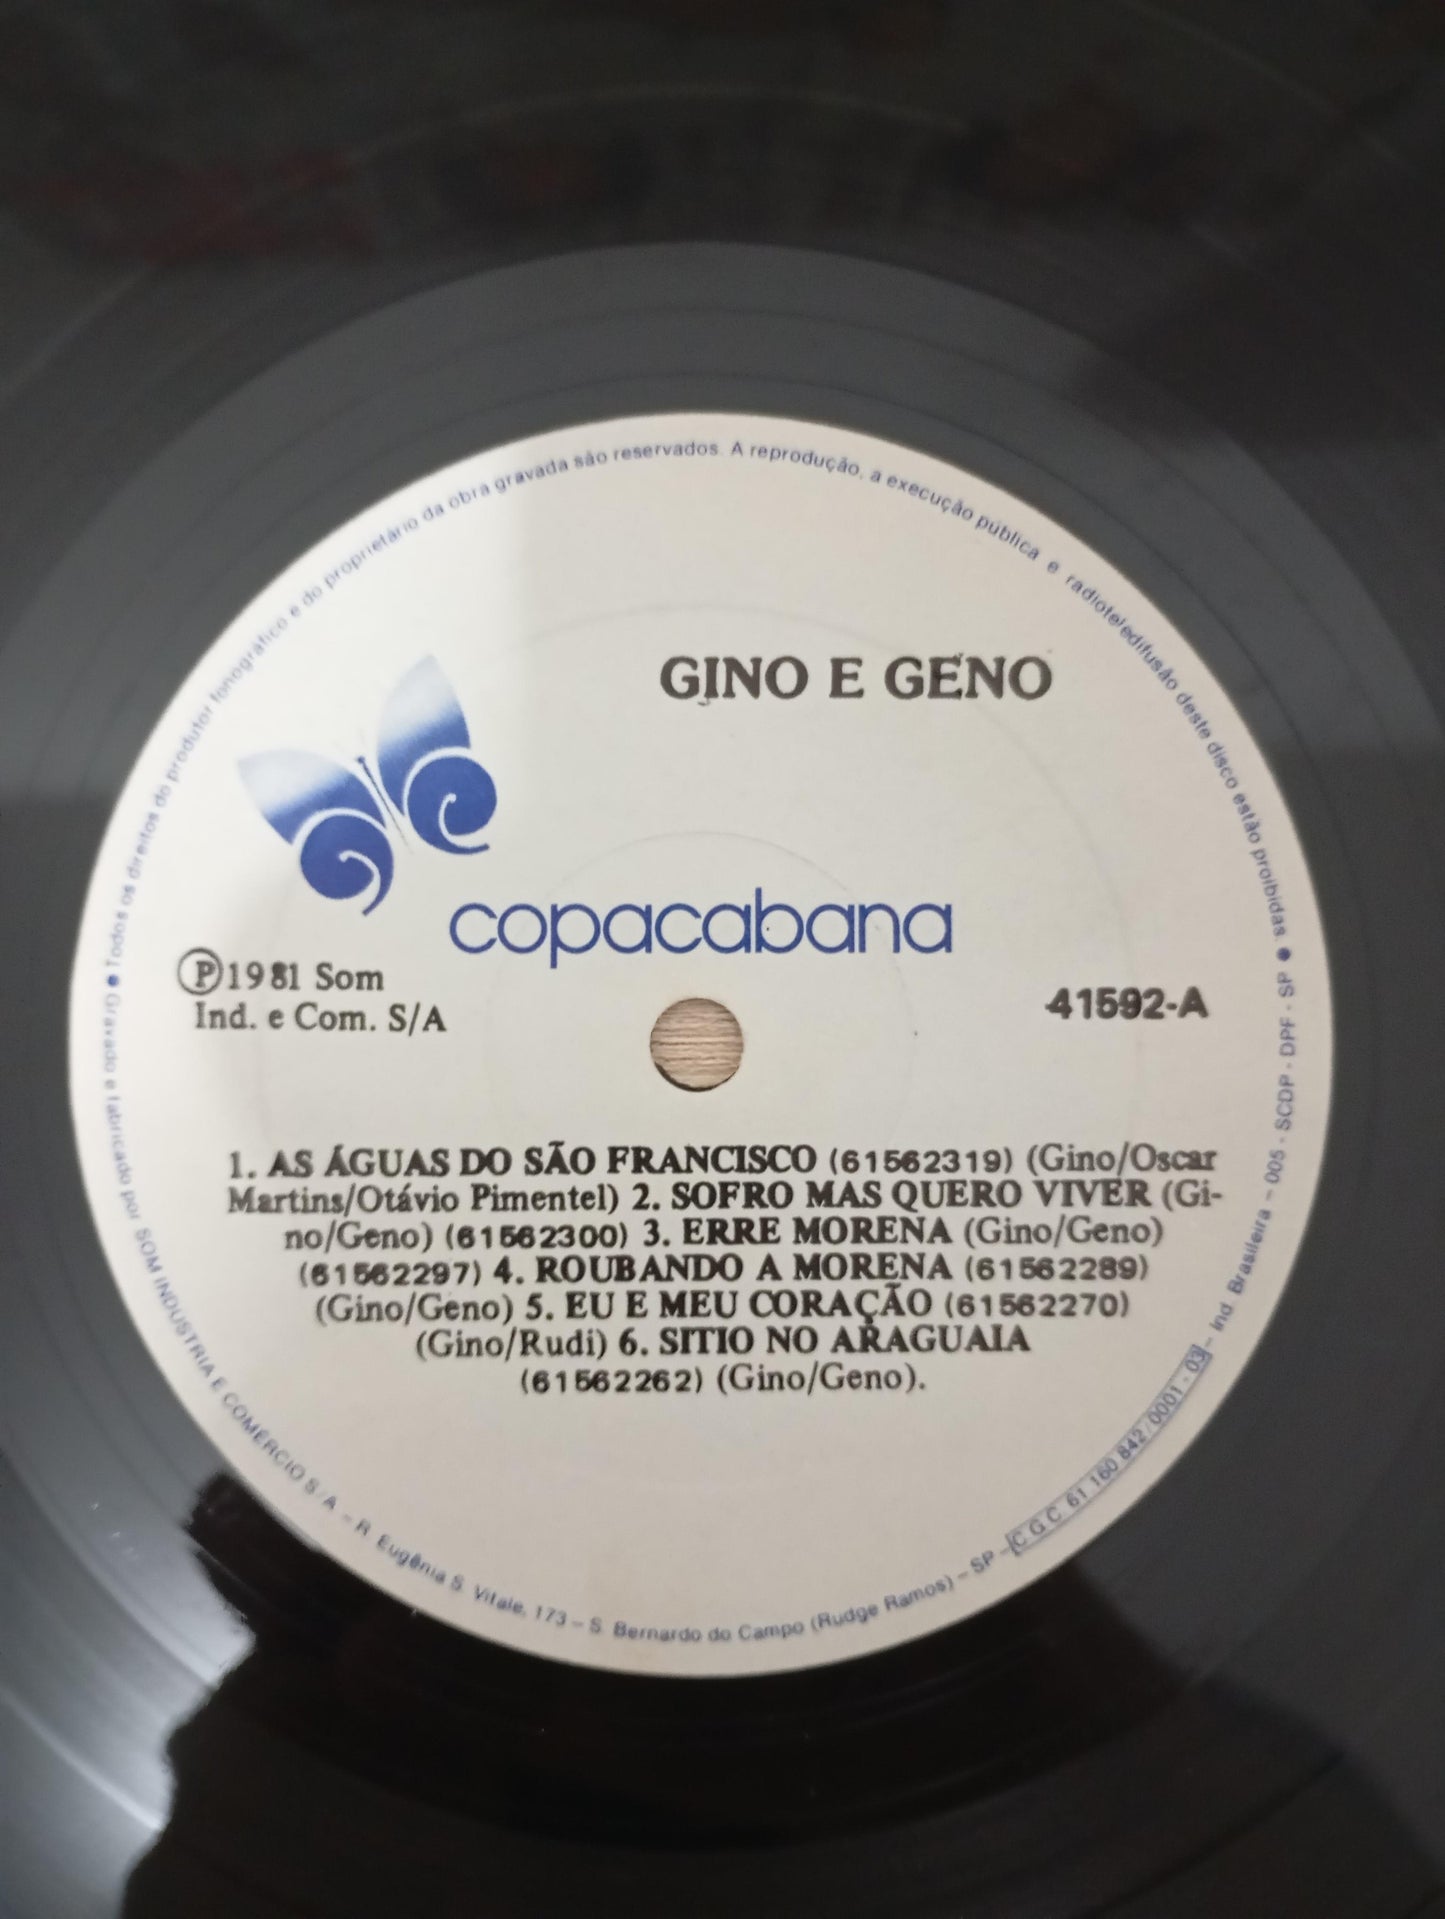 GINO E GENO
copacabana
Ⓟ1981 Som
Ind. e Com. S/A
41592-A
1. AS ÁGUAS DO SÃO FRANCISCO (61562319) (Gino/Oscar
Martins/Otávio Pimentel) 2. SOFRO MAS QUERO VIVER (Gi-
no/Geno) (61562300) 3. ERRE MORENA (Gino/Geno)
(61562297) 4. ROUBANDO A MORENA (61562289)
(Gino/Geno) 5. EU E MEU CORAÇÃO (61562270)
(Gino/Rudi) 6. SITIO NO ARAGUAIA
(61562262) (Gino/Geno).
● Todos os direitos do produtor fonográfico e do proprietário da obra gravada são reservados. A reprodução, a execução pública e radioteledifusão deste disco estão proibidas. ●
Gravado e fabricado por SOM INDÚSTRIA E COMÉRCIO S/A – R. Eugênia S. Vitale, 173 – S. Bernardo do Campo (Rudge Ramos) – SP – C G C 61 160 842/0001 - 03 – Ind. Brasileira – 005 - SCDP - DPF - SP